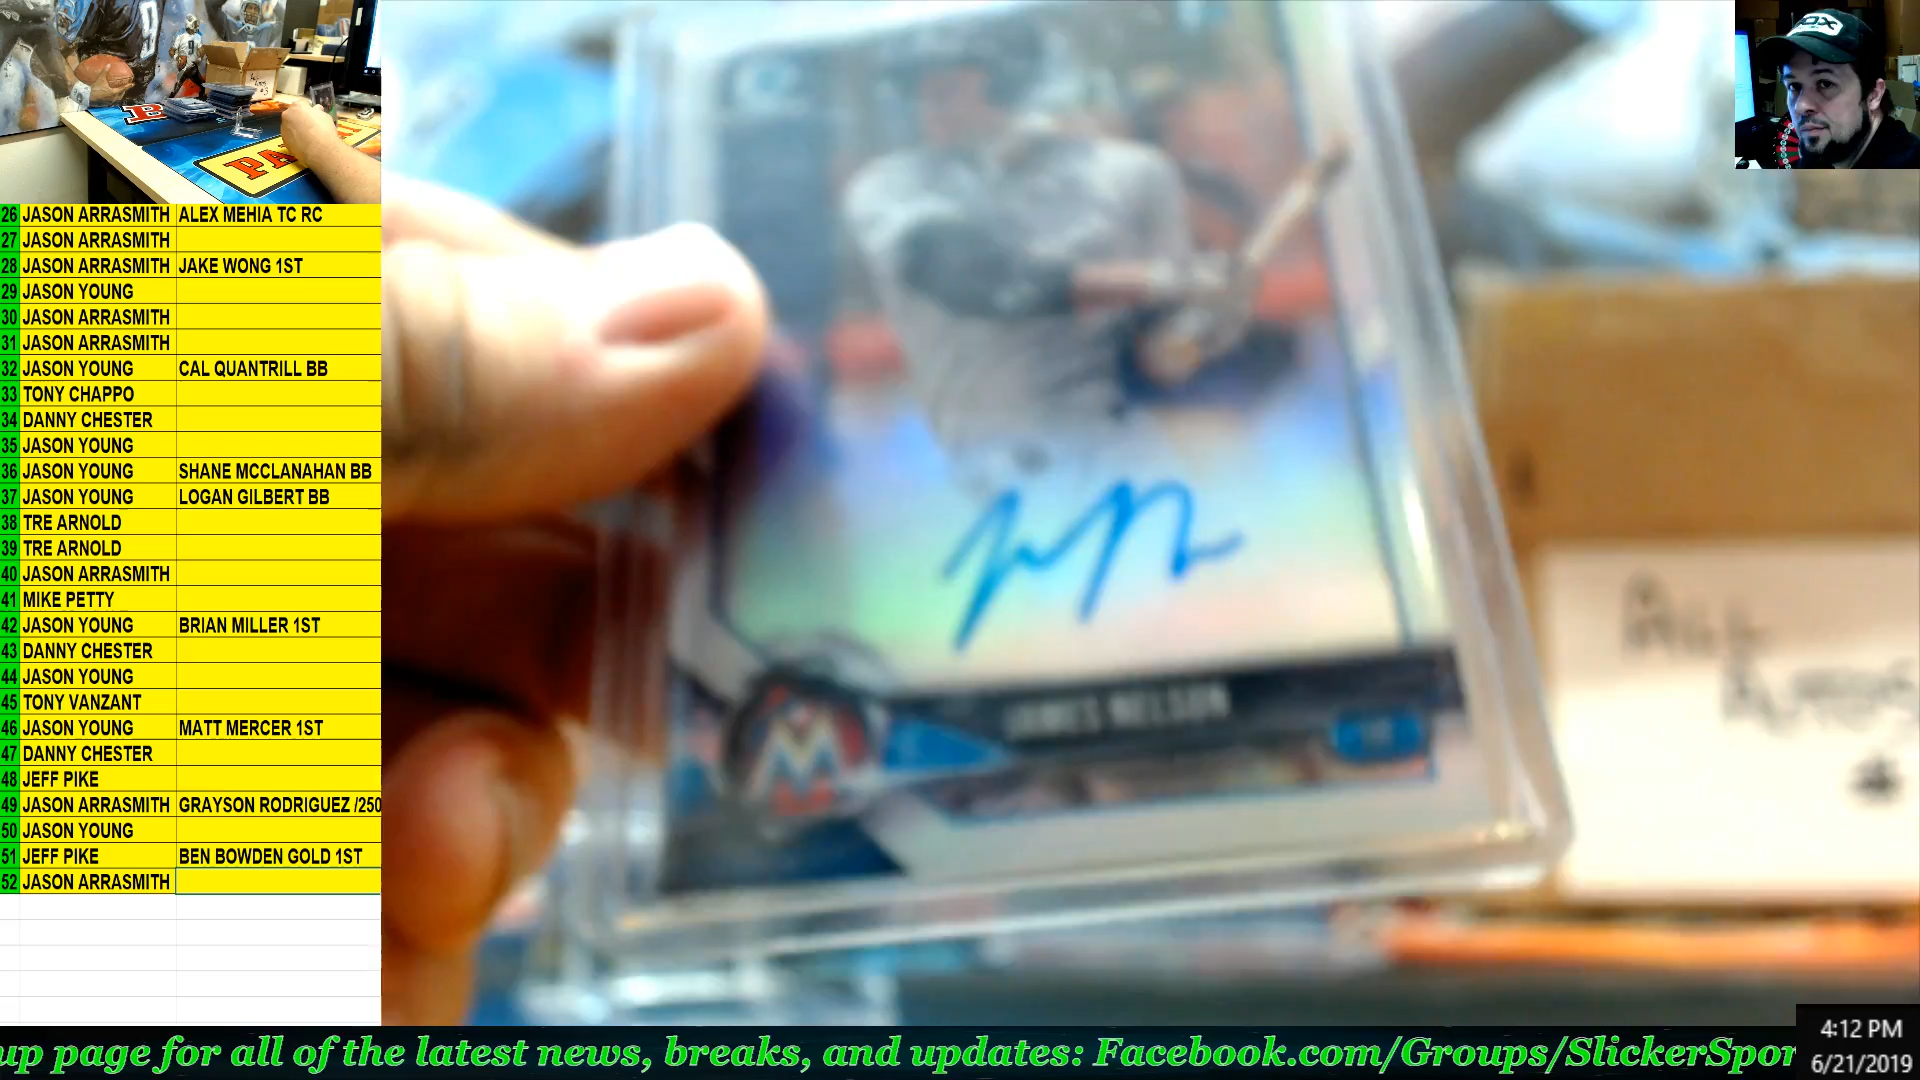 PA
OX
26 JASON ARRASMITH ALEX MEHIA TC RC
27 JASON ARRASMITH
28 JASON ARRASMITH JAKE WONG 1ST
29 JASON YOUNG
30 JASON ARRASMITH
31 JASON ARRASMITH
32 JASON YOUNG CAL QUANTRILL BB
33 TONY CHAPPO
34 DANNY CHESTER
35 JASON YOUNG
36 JASON YOUNG SHANE MCCLANAHAN BB
37 JASON YOUNG LOGAN GILBERT BB
38 TRE ARNOLD
39 TRE ARNOLD
40 JASON ARRASMITH
41 MIKE PETTY
42 JASON YOUNG BRIAN MILLER 1ST
43 DANNY CHESTER
44 JASON YOUNG
45 TONY VANZANT
46 JASON YOUNG MATT MERCER 1ST
47 DANNY CHESTER
48 JEFF PIKE
49 JASON ARRASMITH GRAYSON RODRIGUEZ /250
50 JASON YOUNG
51 JEFF PIKE BEN BOWDEN GOLD 1ST
52 JASON ARRASMITH
JAMES NELSON
up page for all of the latest news, breaks, and updates: Facebook.com/Groups/SlickerSpor
4:12 PM
6/21/2019